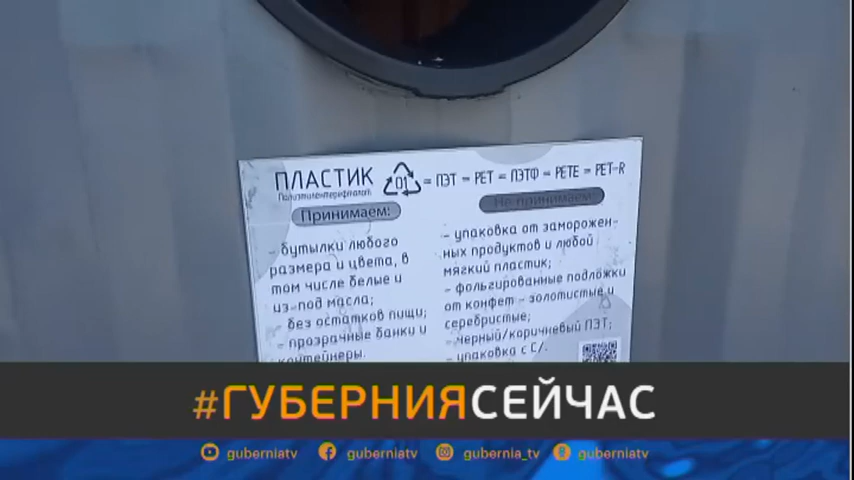 ПЛАСТИК 01 = ПЭТ = PET = ПЭТФ = PETE = PET-R
Полиэтилентерефталат
Принимаем:
- бутылки любого
размера и цвета, в
том числе белые и
из-под масла;
- без остатков пищи;
- прозрачные банки и
контейнеры.
Не принимаем:
- упаковка от заморожен-
ных продуктов и любой
мягкий пластик;
- фольгированные подложки
от конфет - золотистые и
серебристые;
- черный/коричневый ПЭТ;
- упаковка с C/.
#ГУБЕРНИЯСЕЙЧАС
guberniatv guberniatv gubernia_tv guberniatv